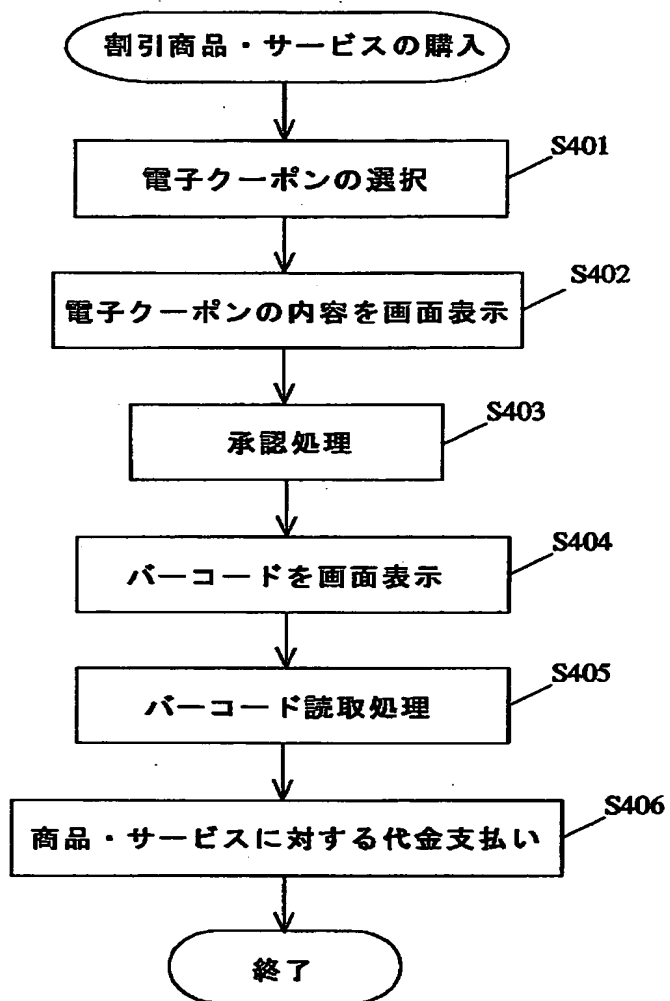 割引商品・サービスの購入
S401
電子クーポンの選択
S402
電子クーポンの内容を画面表示
S403
承認処理
S404
バーコードを画面表示
S405
バーコード読取処理
S406
商品・サービスに対する代金支払い
終了